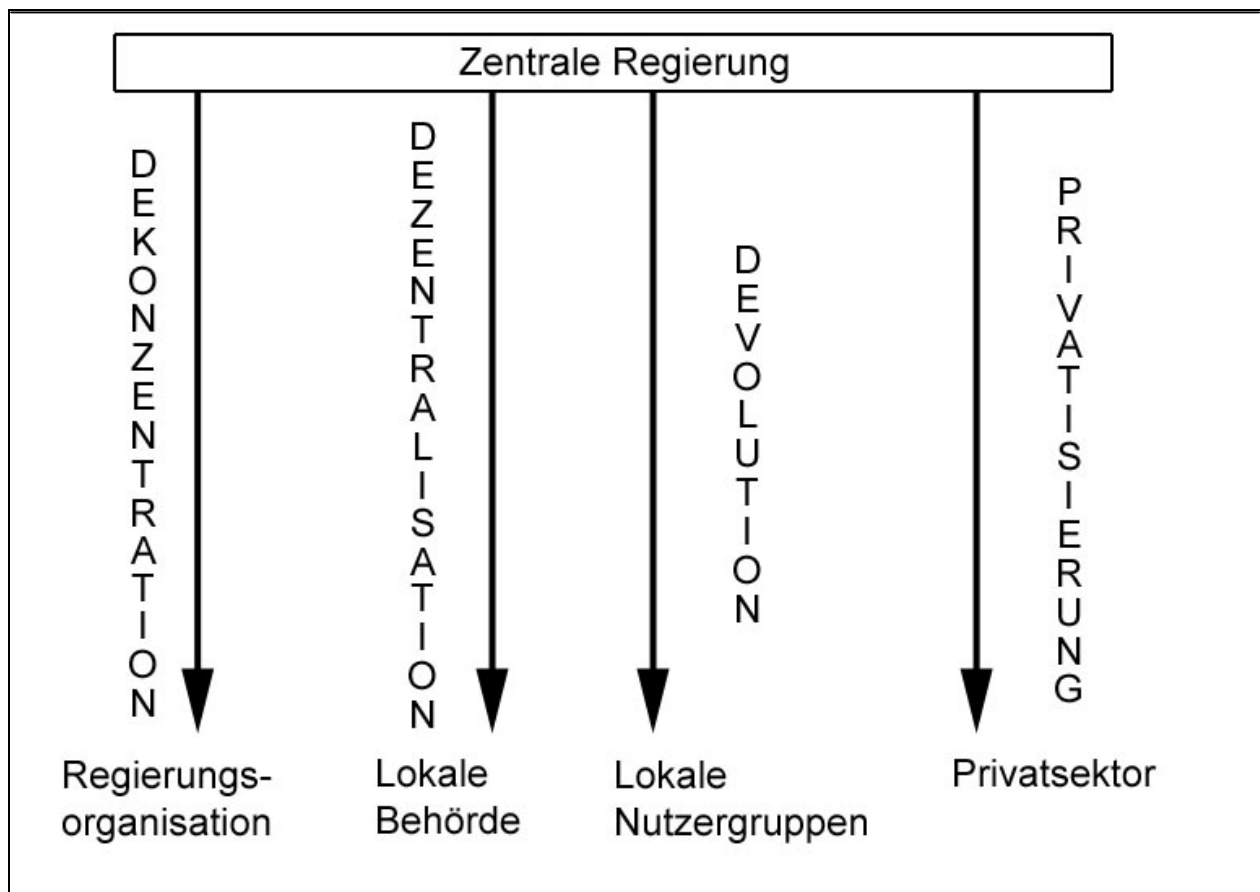 Zentrale Regierung
DEKONZENTRATION
DEZENTRALISATION
DEVOLUTION
PRIVATISIERUNG
Regierungs-
organisation
Lokale
Behörde
Lokale
Nutzergruppen
Privatsektor